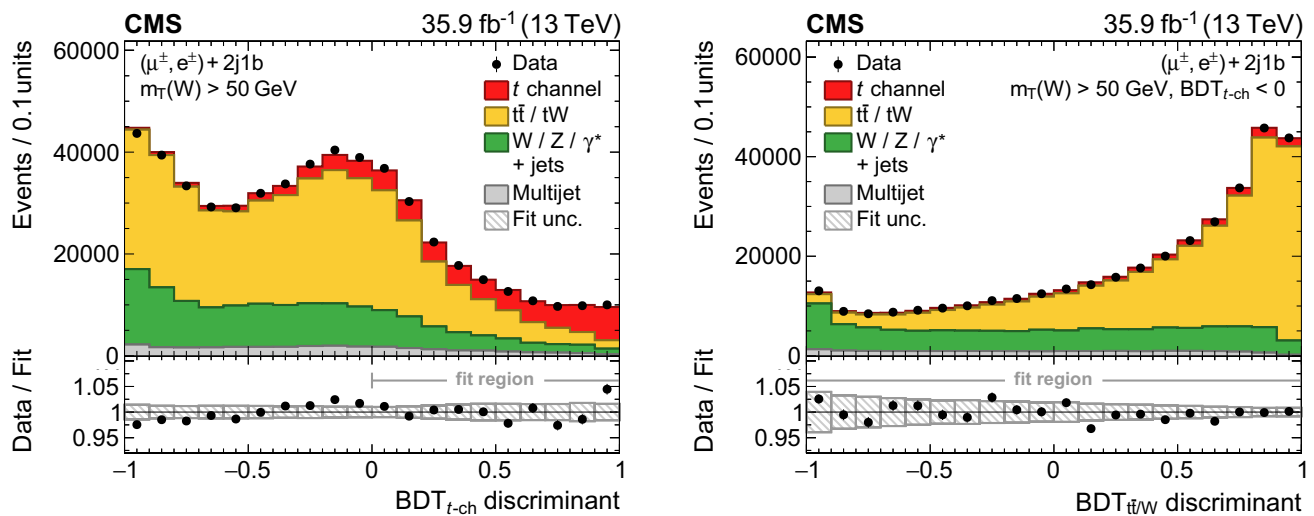 CMS 35.9 fb⁻¹ (13 TeV)
Events / 0.1 units
60000
40000
20000
0
(μ±, e±) + 2j1b
mT(W) > 50 GeV
Data
t channel
tt̄ / tW
W / Z / γ*
+ jets
Multijet
Fit unc.
Data / Fit
1.05
1
0.95
fit region
−1 −0.5 0 0.5 1
BDTt-ch discriminant
CMS 35.9 fb⁻¹ (13 TeV)
Events / 0.1 units
60000
40000
20000
0
Data
t channel
tt̄ / tW
W / Z / γ*
+ jets
Multijet
Fit unc.
(μ±, e±) + 2j1b
mT(W) > 50 GeV, BDTt-ch < 0
Data / Fit
1.05
1
0.95
fit region
−1 −0.5 0 0.5 1
BDTtt̄/W discriminant